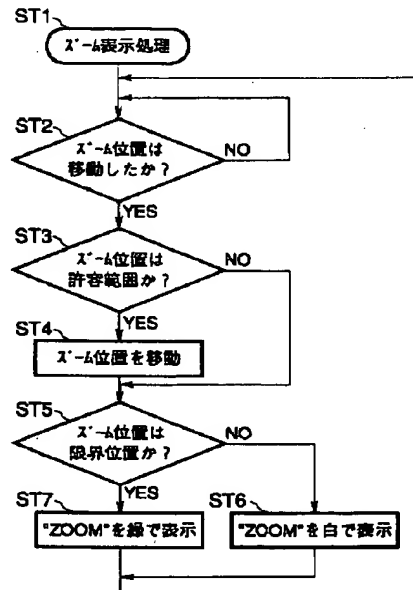 ST1
ズーム表示処理
ST2
ズーム位置は
移動したか？
NO
YES
ST3
ズーム位置は
許容範囲か？
NO
YES
ST4
ズーム位置を移動
ST5
ズーム位置は
限界位置か？
NO
YES
ST7
"ZOOM"を緑で表示
ST6
"ZOOM"を白で表示